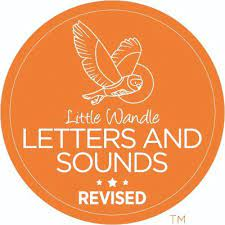 Little Wandle
LETTERS AND
SOUNDS
REVISED
TM